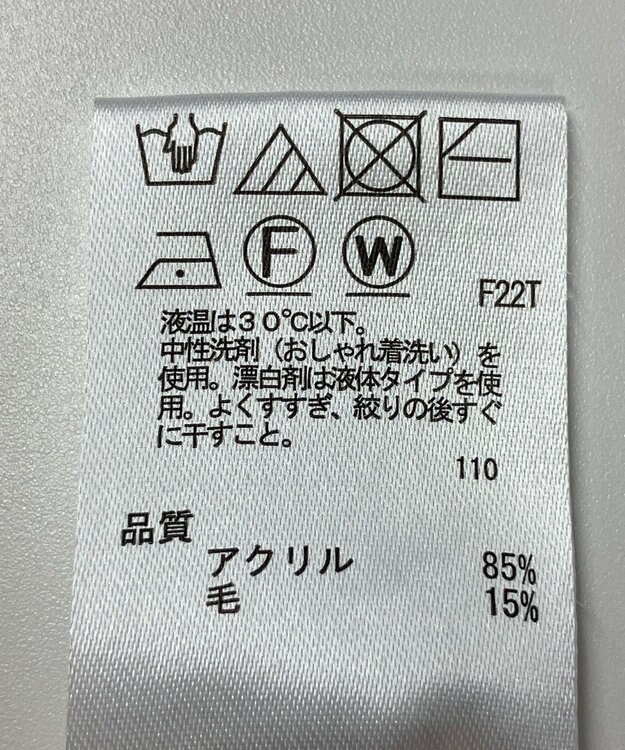 F W
F22T
液温は30℃以下。
中性洗剤(おしゃれ着洗い)を
使用。漂白剤は液体タイプを使
用。よくすすぎ、絞りの後すぐ
に干すこと。
110
品質
アクリル 85%
毛 15%